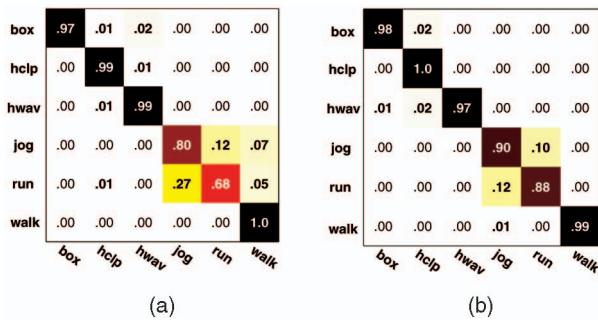 box .97 .01 .02 .00 .00 .00
hclp .00 .99 .01 .00 .00 .00
hwav .00 .01 .99 .00 .00 .00
jog .00 .00 .00 .80 .12 .07
run .00 .01 .00 .27 .68 .05
walk .00 .00 .00 .00 .00 1.0
box hclp hwav jog run walk
(a)
box .98 .02 .00 .00 .00 .00
hclp .00 1.0 .00 .00 .00 .00
hwav .01 .02 .97 .00 .00 .00
jog .00 .00 .00 .90 .10 .00
run .00 .00 .00 .12 .88 .00
walk .00 .00 .00 .01 .00 .99
box hclp hwav jog run walk
(b)